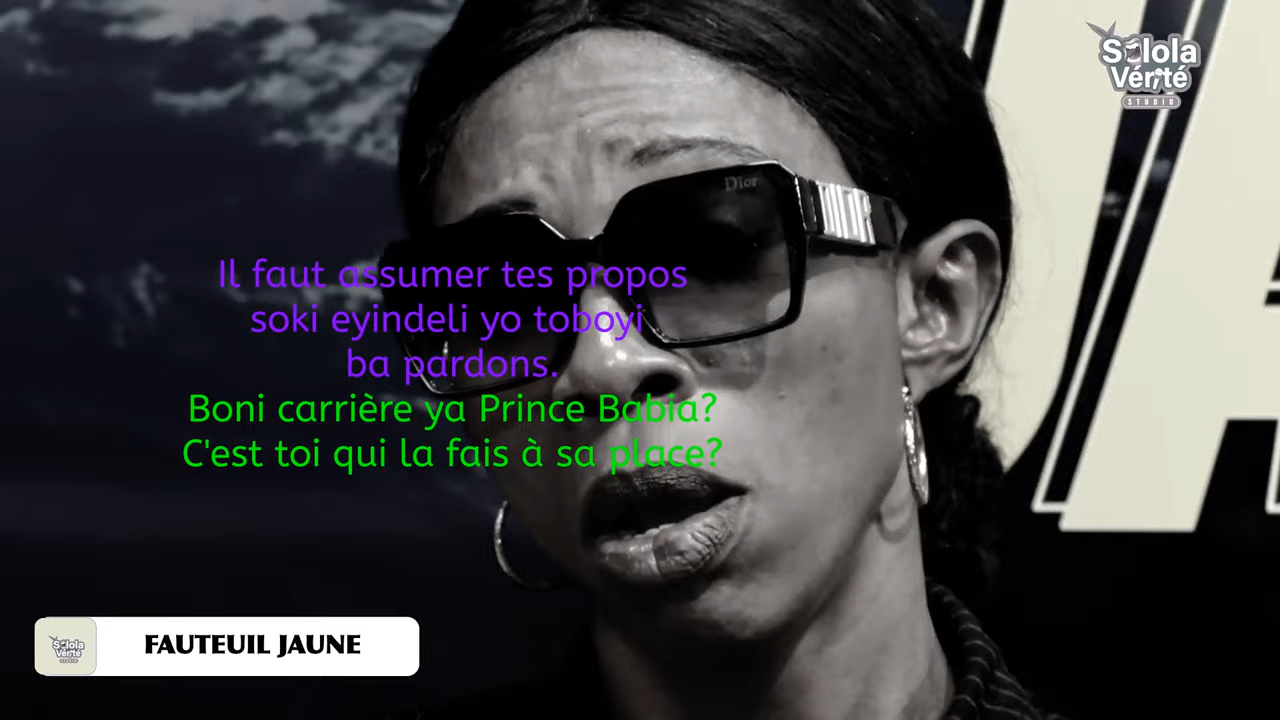 Sølola
Vérité
STUDIO
Dior
Il faut assumer tes propos
soki eyindeli yo toboyi
ba pardons.
Boni carrière ya Prince Babia?
C'est toi qui la fais à sa place?
FAUTEUIL JAUNE